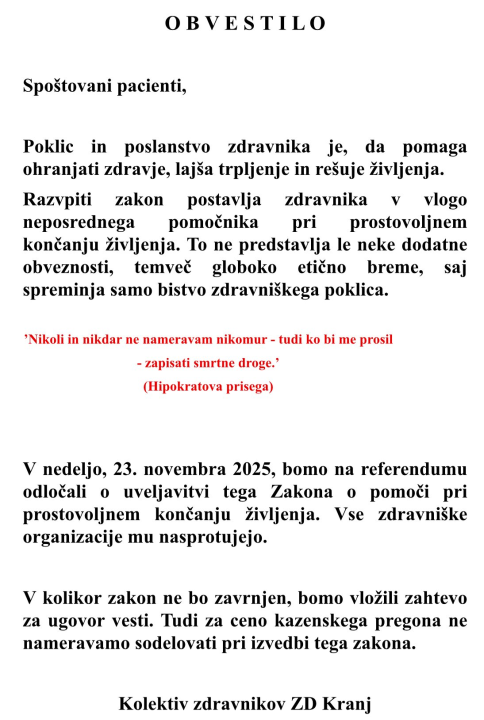 O B V E S T I L O
Spoštovani pacienti,
Poklic in poslanstvo zdravnika je, da pomaga
ohranjati zdravje, lajša trpljenje in rešuje življenja.
Razvpiti zakon postavlja zdravnika v vlogo
neposrednega pomočnika pri prostovoljnem
končanju življenja. To ne predstavlja le neke dodatne
obveznosti, temveč globoko etično breme, saj
spreminja samo bistvo zdravniškega poklica.
’Nikoli in nikdar ne nameravam nikomur - tudi ko bi me prosil
- zapisati smrtne droge.’
(Hipokratova prisega)
V nedeljo, 23. novembra 2025, bomo na referendumu
odločali o uveljavitvi tega Zakona o pomoči pri
prostovoljnem končanju življenja. Vse zdravniške
organizacije mu nasprotujejo.
V kolikor zakon ne bo zavrnjen, bomo vložili zahtevo
za ugovor vesti. Tudi za ceno kazenskega pregona ne
nameravamo sodelovati pri izvedbi tega zakona.
Kolektiv zdravnikov ZD Kranj